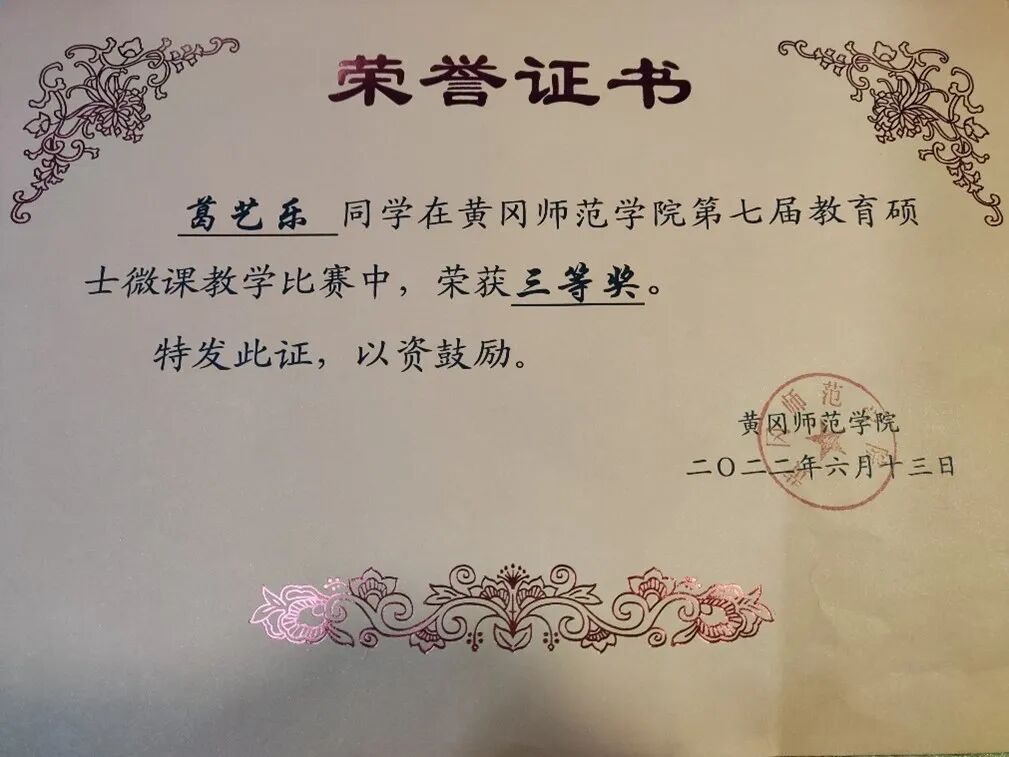 荣誉证书
葛艺乐 同学在黄冈师范学院第七届教育硕
士微课教学比赛中，荣获三等奖。
特发此证，以资鼓励。
黄冈师范学院
二〇二二年六月十三日